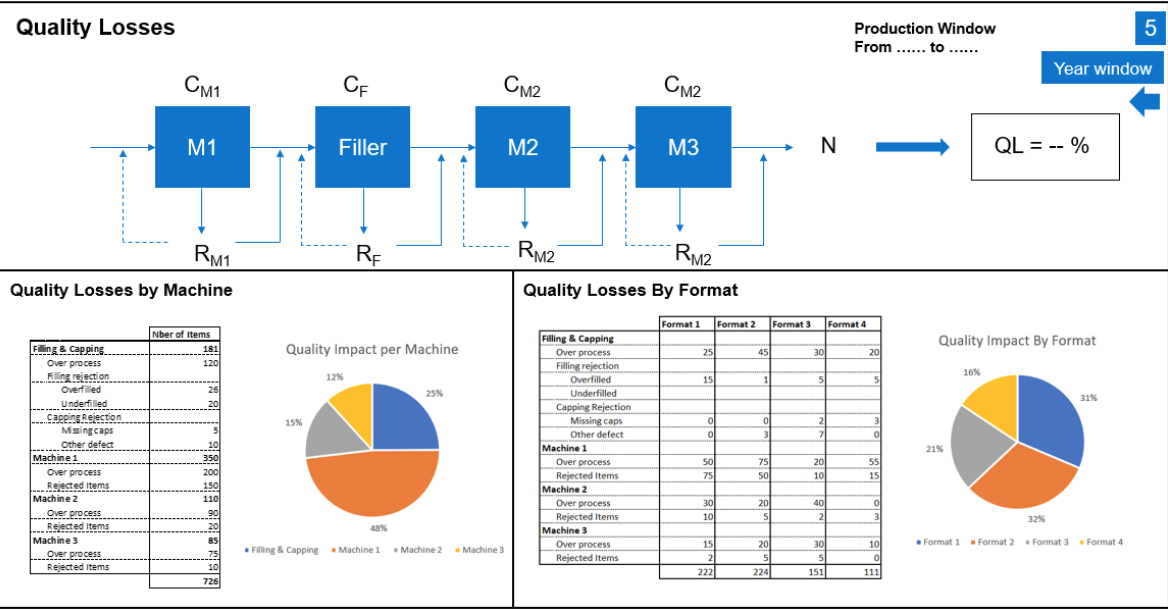 Quality Losses
Production Window
From ...... to ......
5
Year window
C_M1
C_F
C_M2
C_M2
M1
Filler
M2
M3
N
QL = -- %
R_M1
R_F
R_M2
R_M2
Quality Losses by Machine
Nber of Items
Filling & Capping 181
Over process 120
Filling rejection
Overfilled 26
Underfilled 20
Capping Rejection
Missing caps 5
Other defect 10
Machine 1 350
Over process 200
Rejected Items 150
Machine 2 110
Over process 90
Rejected Items 20
Machine 3 85
Over process 75
Rejected Items 10
726
Quality Impact per Machine
12%
25%
15%
48%
Filling & Capping Machine 1 Machine 2 Machine 3
Quality Losses By Format
Format 1 Format 2 Format 3 Format 4
Filling & Capping
Over process 25 45 30 20
Filling rejection
Overfilled 15 1 5 5
Underfilled
Capping Rejection
Missing caps 0 0 2 3
Other defect 0 3 7 0
Machine 1
Over process 50 75 20 55
Rejected Items 75 50 10 15
Machine 2
Over process 30 20 40 0
Rejected Items 10 5 2 3
Machine 3
Over process 15 20 30 10
Rejected Items 2 5 5 0
222 224 151 111
Quality Impact By Format
16%
31%
21%
32%
Format 1 Format 2 Format 3 Format 4